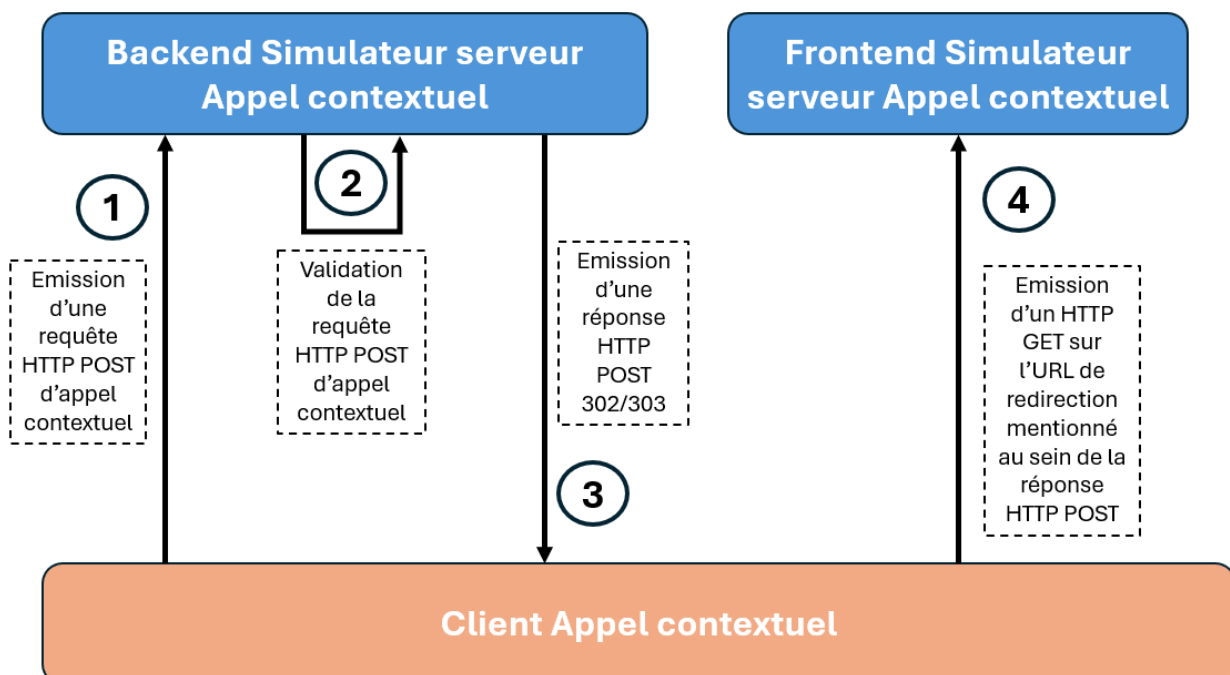 Backend Simulateur serveur
Appel contextuel
Frontend Simulateur
serveur Appel contextuel
1
Emission
d’une
requête
HTTP POST
d’appel
contextuel
2
Validation
de la
requête
HTTP POST
d’appel
contextuel
Emission
d’une
réponse
HTTP
POST
302/303
3
4
Emission
d’un HTTP
GET sur
l’URL de
redirection
mentionné
au sein de la
réponse
HTTP POST
Client Appel contextuel